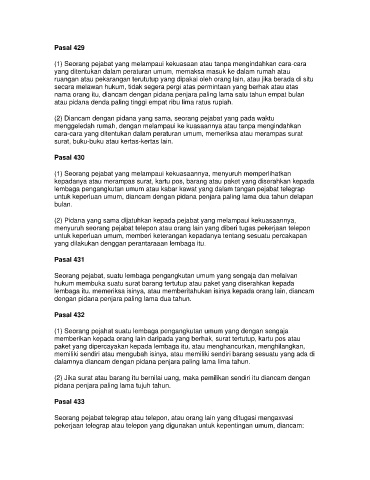 Pasal 429
(1) Seorang pejabat yang melampaui kekuasaan atau tanpa mengindahkan cara-cara
yang ditentukan dalam peraturan umum, memaksa masuk ke dalam rumah atau
ruangan atau pekarangan terututup yang dipakai oleh orang lain, atau jika berada di situ
secara melawan hukum, tidak segera pergi atas permintaan yang berhak atau atas
nama orang itu, diancam dengan pidana penjara paling lama satu tahun empat bulan
atau pidana denda paling tinggi empat ribu lima ratus rupiah.
(2) Diancam dengan pidana yang sama, seorang pejabat yang pada waktu
menggeledah rumah, dengan melampaui ke kuasaannya atau tanpa mengindahkan
cara-cara yang ditentukan dalam peraturan umum, memeriksa atau merampas surat
surat, buku-buku atau kertas-kertas lain.
Pasal 430
(1) Seorang pejabat yang melampaui kekuasaannya, menyuruh memperlihatkan
kepadanya atau merampas surat, kartu pos, barang atau paket yang diserahkan kepada
lembaga pengangkutan umum atau kabar kawat yang dalam tangan pejabat telegrap
untuk keperluan umum, diancam dengan pidana penjara paling lama dua tahun delapan
bulan.
(2) Pidana yang sama dijatuhkan kepada pejabat yang melampaui kekuasaannya,
menyuruh seorang pejabat telepon atau orang lain yang diberi tugas pekerjaan telepon
untuk keperluan umum, memberi keterangan kepadanya tentang sesuatu percakapan
yang dilakukan denggan perantaraaan lembaga itu.
Pasal 431
Seorang pejabat, suatu lembaga pengangkutan umum yang sengaja dan melawan
hukum membuka suatu surat barang tertutup atau paket yang diserahkan kepada
lembaga itu, memeriksa isinya, atau memberitahukan isinya kepada orang lain, diancam
dengan pidana penjara paling lama dua tahun.
Pasal 432
(1) Seorang pejabat suatu lembaga pengangkutan umum yang dengan sengaja
memberikan kepada orang lain daripada yang berhak, surat tertutup, kartu pos atau
paket yang dipercayakan kepada lembaga itu, atau menghancurkan, menghilangkan,
memiliki sendiri atau mengubah isinya, atau memiliki sendiri barang sesuatu yang ada di
dalamnya diancam dengan pidana penjara paling lama lima tahun.
(2) Jika surat atau barang itu bernilai uang, maka pemilikan sendiri itu diancam dengan
pidana penjara paling lama tujuh tahun.
Pasal 433
Seorang pejabat telegrap atau telepon, atau orang lain yang ditugasi mengaxvasi
pekerjaan telegrap atau telepon yang digunakan untuk kepentingan umum, diancam: